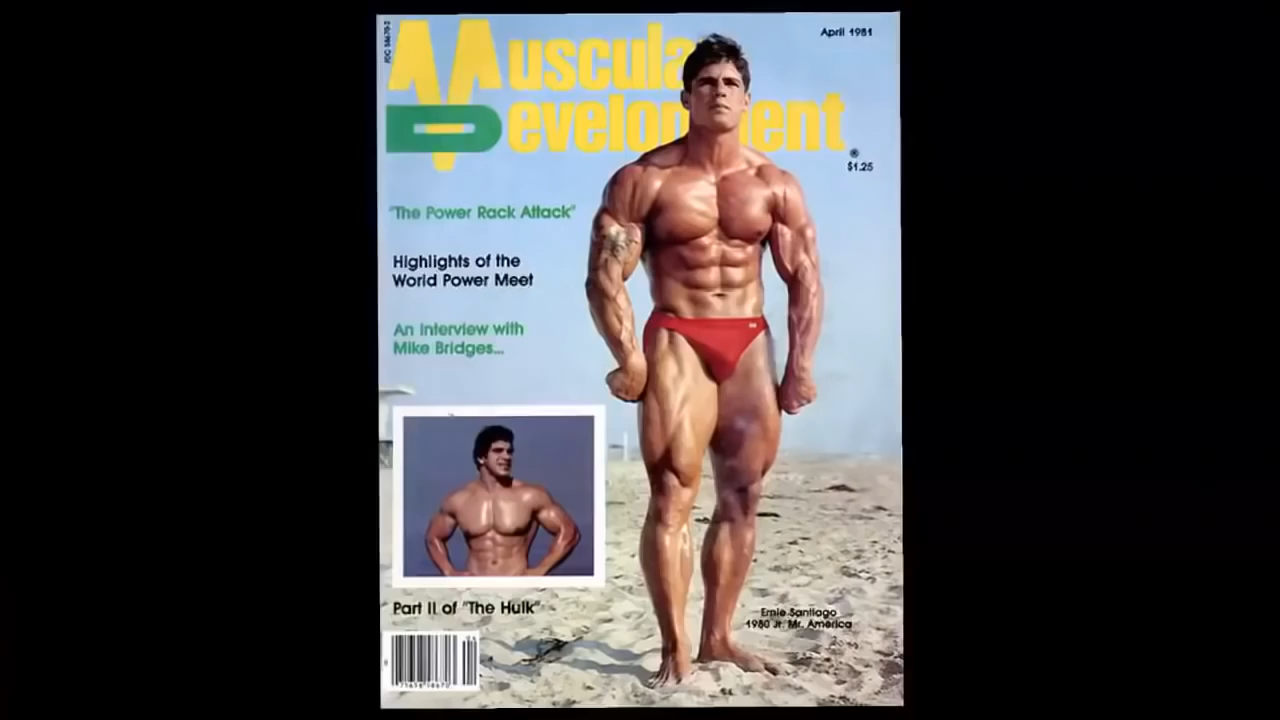 Muscular
Development
April 1981
$1.25
"The Power Rack Attack"
Highlights of the
World Power Meet
An Interview with
Mike Bridges...
Part II of "The Hulk"
Ernie Santiago
1980 Jr. Mr. America